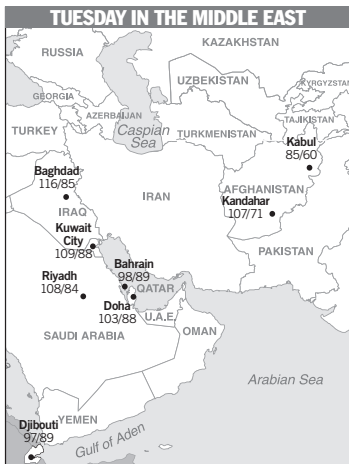 TUESDAY IN THE MIDDLE EAST
KAZAKHSTAN
RUSSIA
UZBEKISTAN
KYRGYZSTAN
GEORGIA
AZERBAIJAN
TAJIKISTAN
TURKEY
Caspian
Sea
TURKMENISTAN
Kabul
85/60
Baghdad
116/85
IRAN
AFGHANISTAN
Kandahar
107/71
IRAQ
Kuwait
City
109/88
PAKISTAN
Bahrain
98/89
Riyadh
108/84
QATAR
Doha
103/88
U.A.E.
SAUDI ARABIA
OMAN
Arabian Sea
YEMEN
Djibouti
97/89
Gulf of Aden